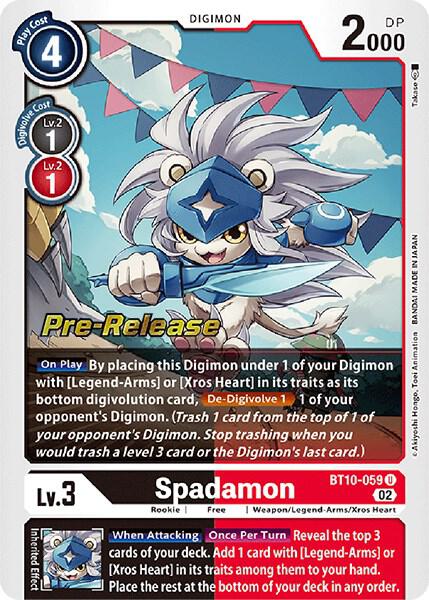 Play Cost
4
DIGIMON
DP
2000
Digivolve Cost
Lv.2
1
Lv.2
1
Takase
Pre-Release
On Play By placing this Digimon under 1 of your Digimon
with [Legend-Arms] or [Xros Heart] in its traits as its
bottom digivolution card, De-Digivolve 1 1 of your
opponent's Digimon. (Trash 1 card from the top of 1
of your opponent's Digimon. Stop trashing when you
would trash a level 3 card or the Digimon's last card.)
©Akiyoshi Hongo, Toei Animation BANDAI MADE IN JAPAN
Lv.3
Spadamon
BT10-059 U
02
Rookie | Free | Weapon/Legend-Arms/Xros Heart
Inherited Effect
When Attacking Once Per Turn Reveal the top 3
cards of your deck. Add 1 card with [Legend-Arms] or
[Xros Heart] in its traits among them to your hand.
Place the rest at the bottom of your deck in any order.